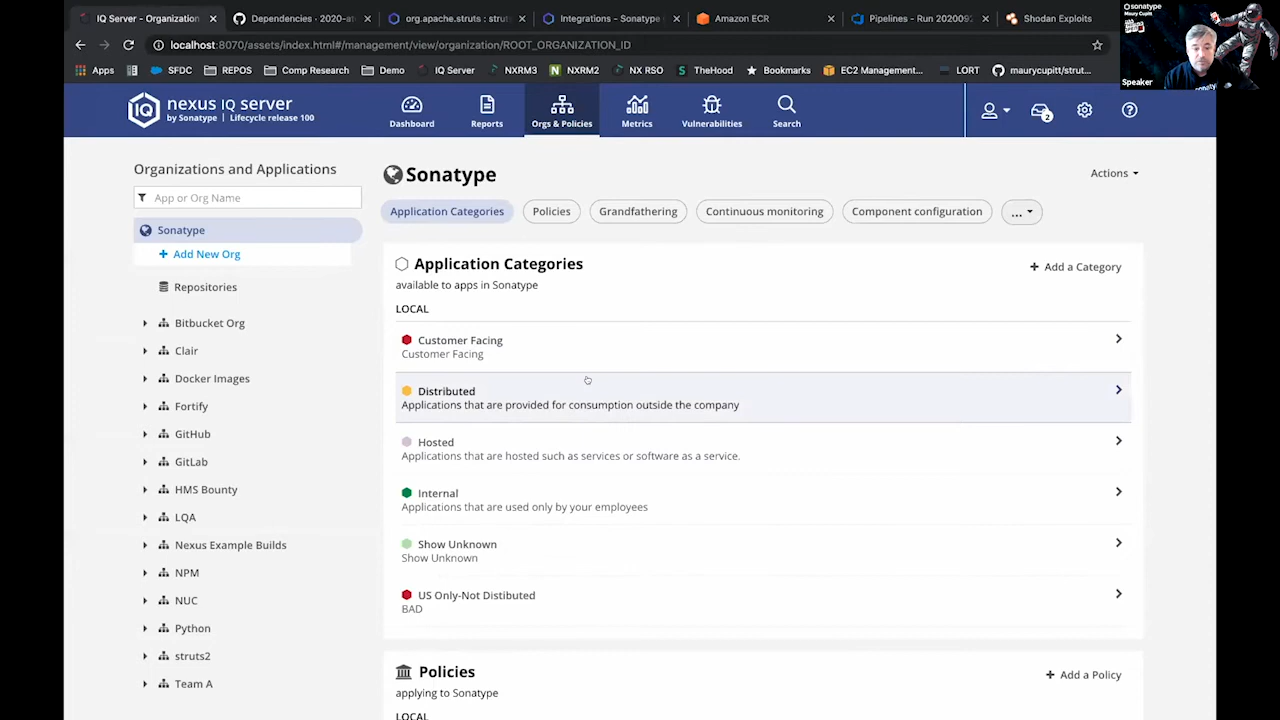 IQ Server - Organization
Dependencies - 2020-a
org.apache.struts : strut
Integrations - Sonatype
Amazon ECR
Pipelines - Run 2020092
Shodan Exploits
localhost:8070/assets/index.html#/management/view/organization/ROOT_ORGANIZATION_ID
Apps
SFDC
REPOS
Comp Research
Demo
IQ Server
NXRM3
NXRM2
NX RSO
TheHood
Bookmarks
EC2 Management...
LORT
maurycupitt/strut...
sonatype
Maury Cupitt
Speaker
IQ
nexus IQ server
by Sonatype | Lifecycle release 100
Dashboard
Reports
Orgs & Policies
Metrics
Vulnerabilities
Search
2
Organizations and Applications
App or Org Name
Sonatype
+ Add New Org
Repositories
Bitbucket Org
Clair
Docker Images
Fortify
GitHub
GitLab
HMS Bounty
LQA
Nexus Example Builds
NPM
NUC
Python
struts2
Team A
Sonatype
Actions
Application Categories
Policies
Grandfathering
Continuous monitoring
Component configuration
...
Application Categories
+ Add a Category
available to apps in Sonatype
LOCAL
Customer Facing
Customer Facing
Distributed
Applications that are provided for consumption outside the company
Hosted
Applications that are hosted such as services or software as a service.
Internal
Applications that are used only by your employees
Show Unknown
Show Unknown
US Only-Not Distibuted
BAD
Policies
+ Add a Policy
applying to Sonatype
LOCAL